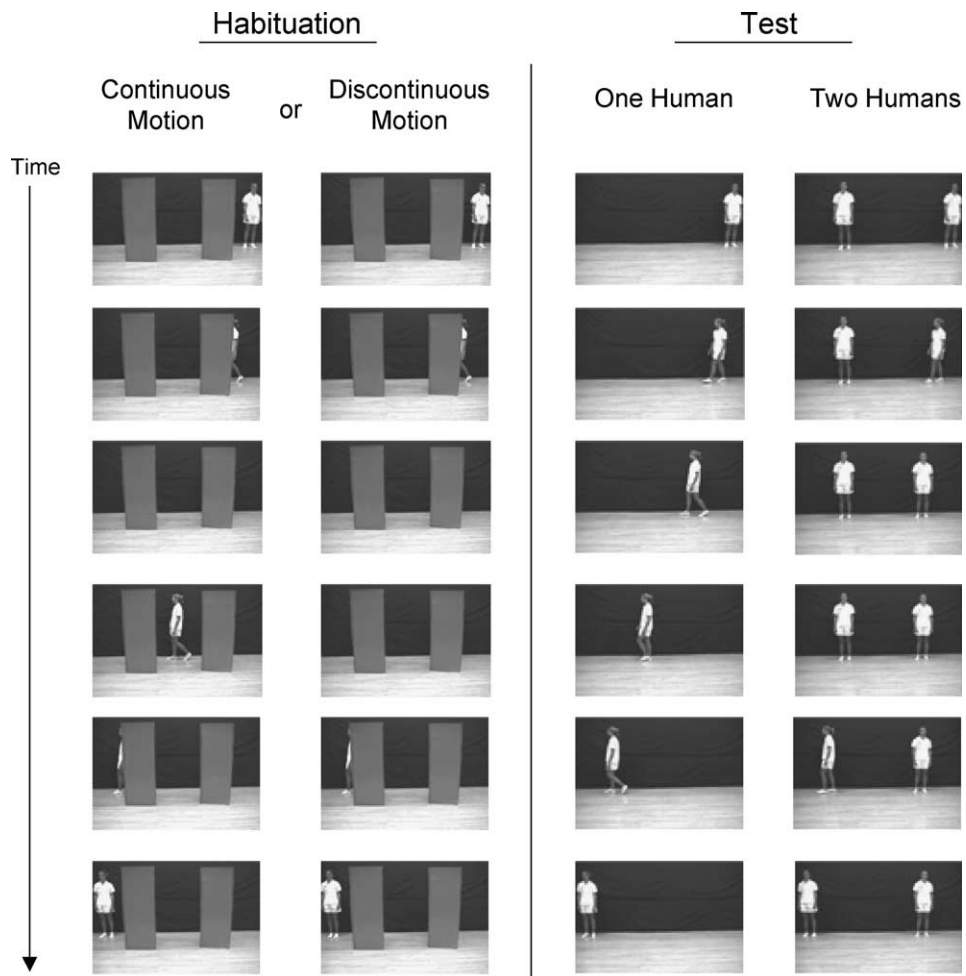 Habituation
Test
Continuous
Motion
or
Discontinuous
Motion
One Human
Two Humans
Time